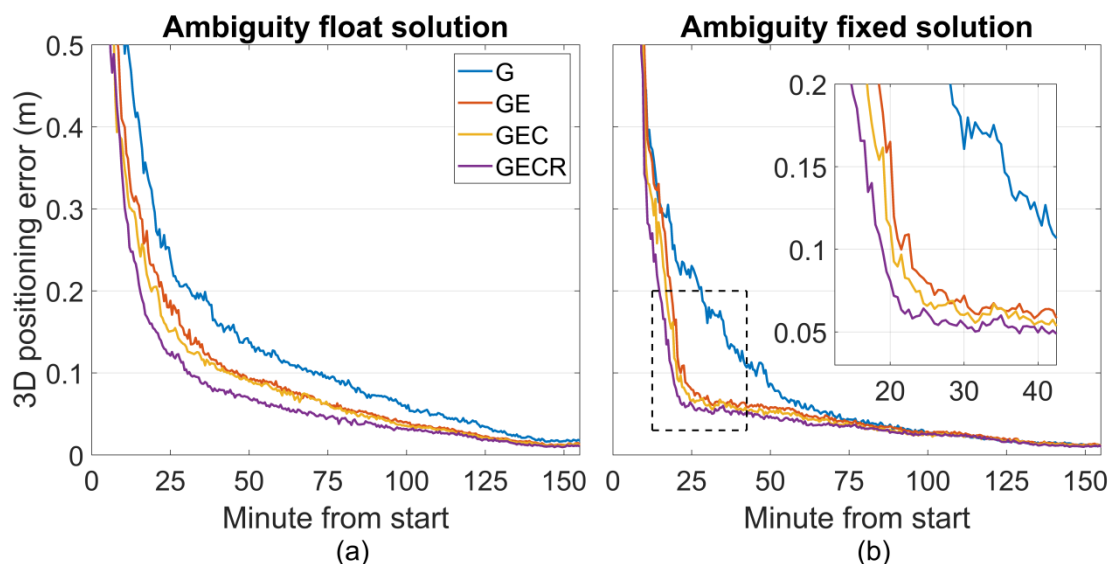 Ambiguity float solution
Ambiguity fixed solution
3D positioning error (m)
0.5
0.4
0.3
0.2
0.1
0
G
GE
GEC
GECR
0.2
0.15
0.1
0.05
20 30 40
0 25 50 75 100 125 150
0 25 50 75 100 125 150
Minute from start
Minute from start
(a)
(b)